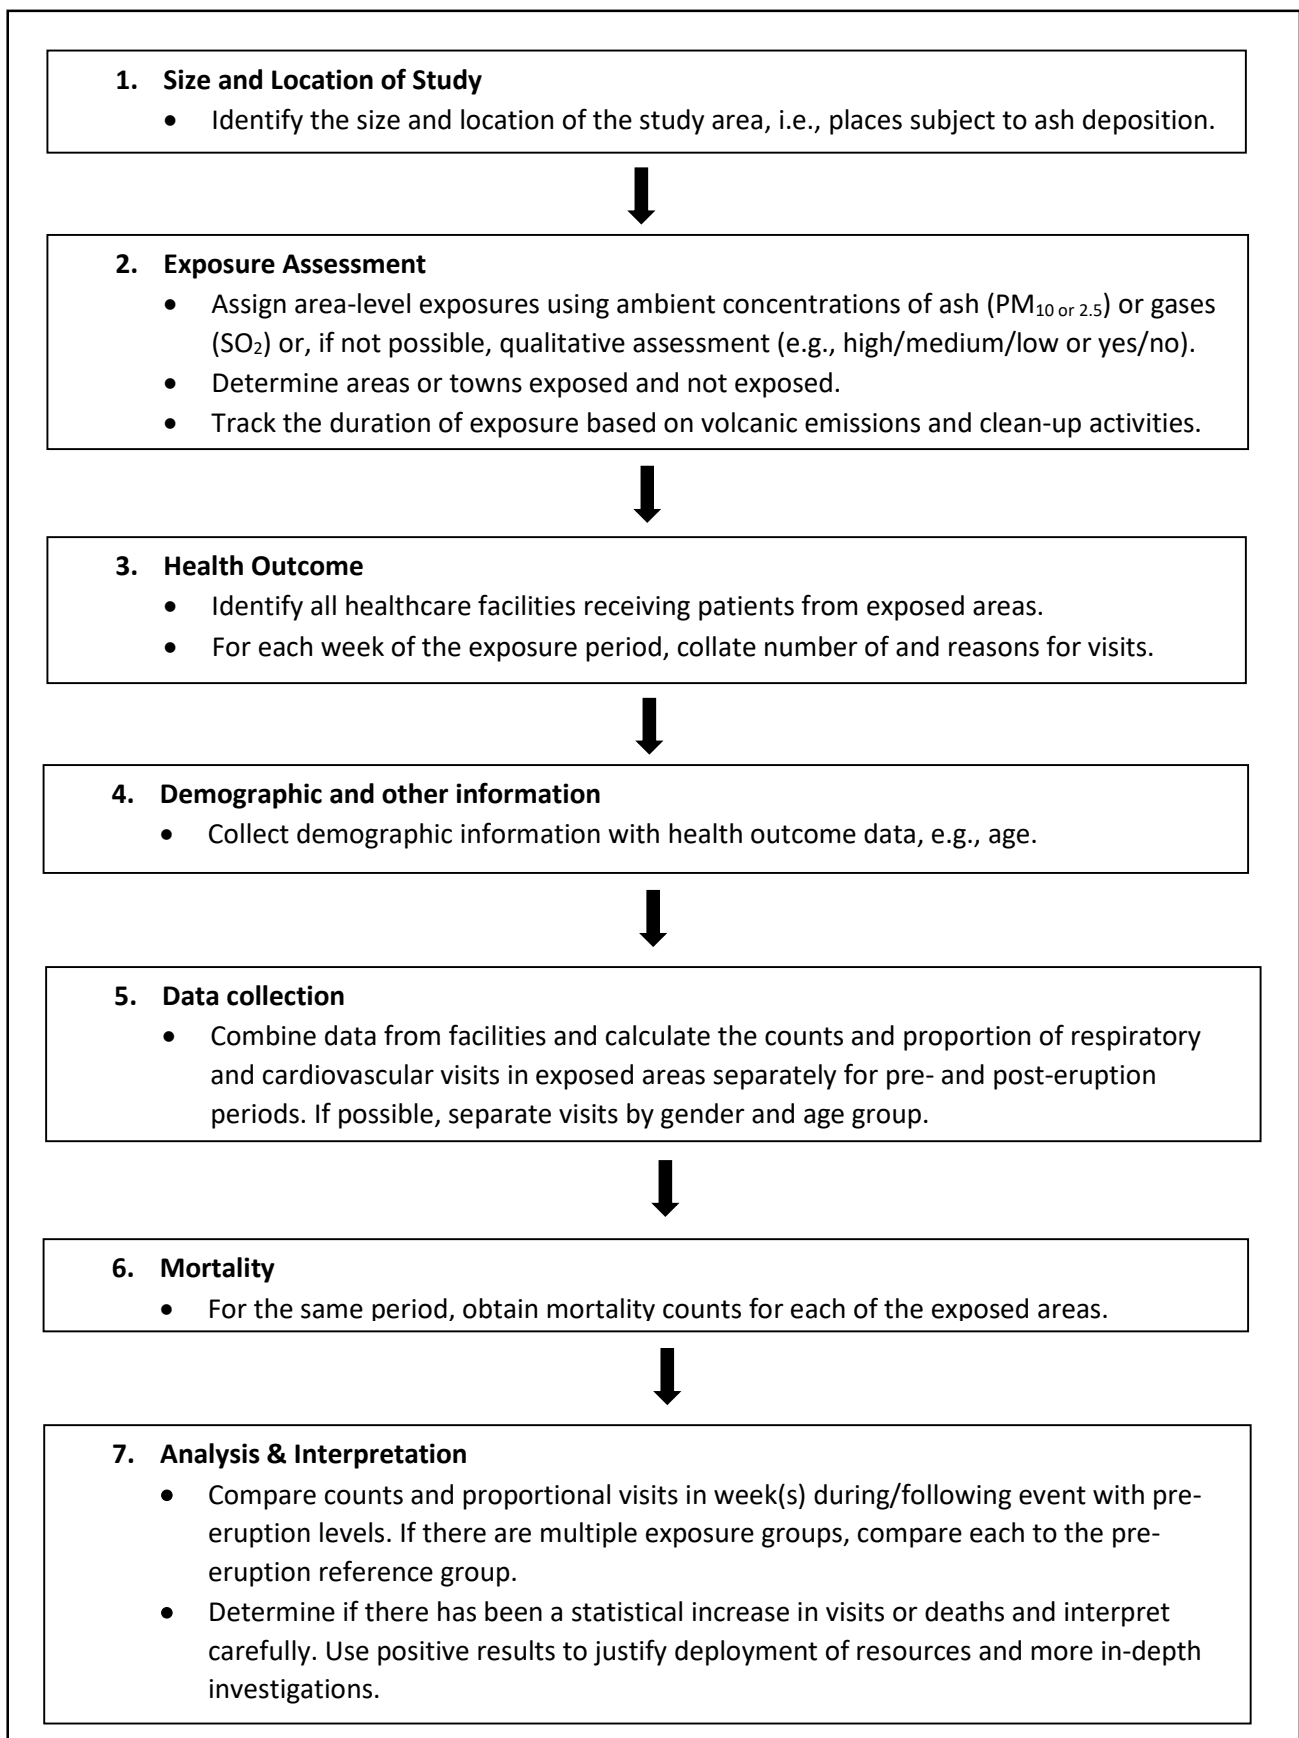 1. Size and Location of Study
• Identify the size and location of the study area, i.e., places subject to ash deposition.
2. Exposure Assessment
• Assign area-level exposures using ambient concentrations of ash (PM10 or 2.5) or gases
(SO2) or, if not possible, qualitative assessment (e.g., high/medium/low or yes/no).
• Determine areas or towns exposed and not exposed.
• Track the duration of exposure based on volcanic emissions and clean-up activities.
3. Health Outcome
• Identify all healthcare facilities receiving patients from exposed areas.
• For each week of the exposure period, collate number of and reasons for visits.
4. Demographic and other information
• Collect demographic information with health outcome data, e.g., age.
5. Data collection
• Combine data from facilities and calculate the counts and proportion of respiratory
and cardiovascular visits in exposed areas separately for pre- and post-eruption
periods. If possible, separate visits by gender and age group.
6. Mortality
• For the same period, obtain mortality counts for each of the exposed areas.
7. Analysis & Interpretation
• Compare counts and proportional visits in week(s) during/following event with pre-
eruption levels. If there are multiple exposure groups, compare each to the pre-
eruption reference group.
• Determine if there has been a statistical increase in visits or deaths and interpret
carefully. Use positive results to justify deployment of resources and more in-depth
investigations.